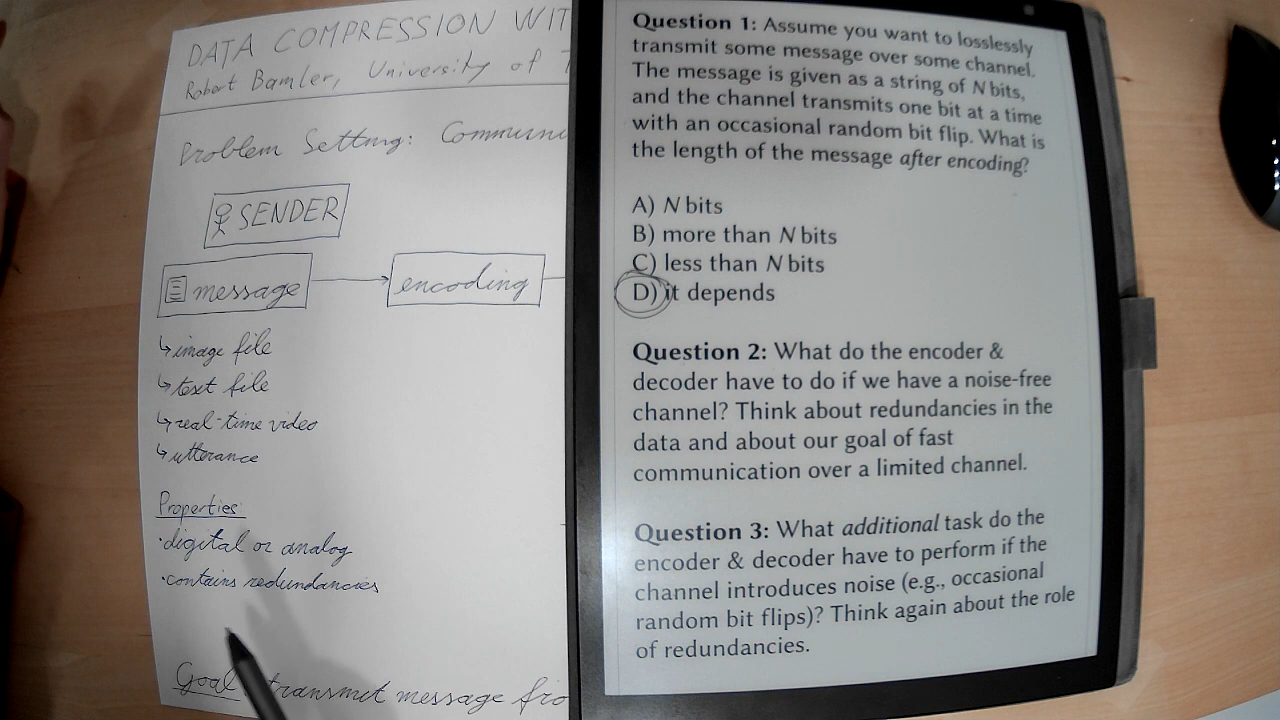 DATA COMPRESSION WIT
Robert Bamler, University of T
Problem Setting: Communi
SENDER
message
encoding
↳ image file
↳ text file
↳ real-time video
↳ utterance
Properties:
· digital or analog
· contains redundancies
Goal: transmit message fro
Question 1: Assume you want to losslessly
transmit some message over some channel.
The message is given as a string of N bits,
and the channel transmits one bit at a time
with an occasional random bit flip. What is
the length of the message after encoding?
A) N bits
B) more than N bits
C) less than N bits
D) it depends
Question 2: What do the encoder &
decoder have to do if we have a noise-free
channel? Think about redundancies in the
data and about our goal of fast
communication over a limited channel.
Question 3: What additional task do the
encoder & decoder have to perform if the
channel introduces noise (e.g., occasional
random bit flips)? Think again about the role
of redundancies.